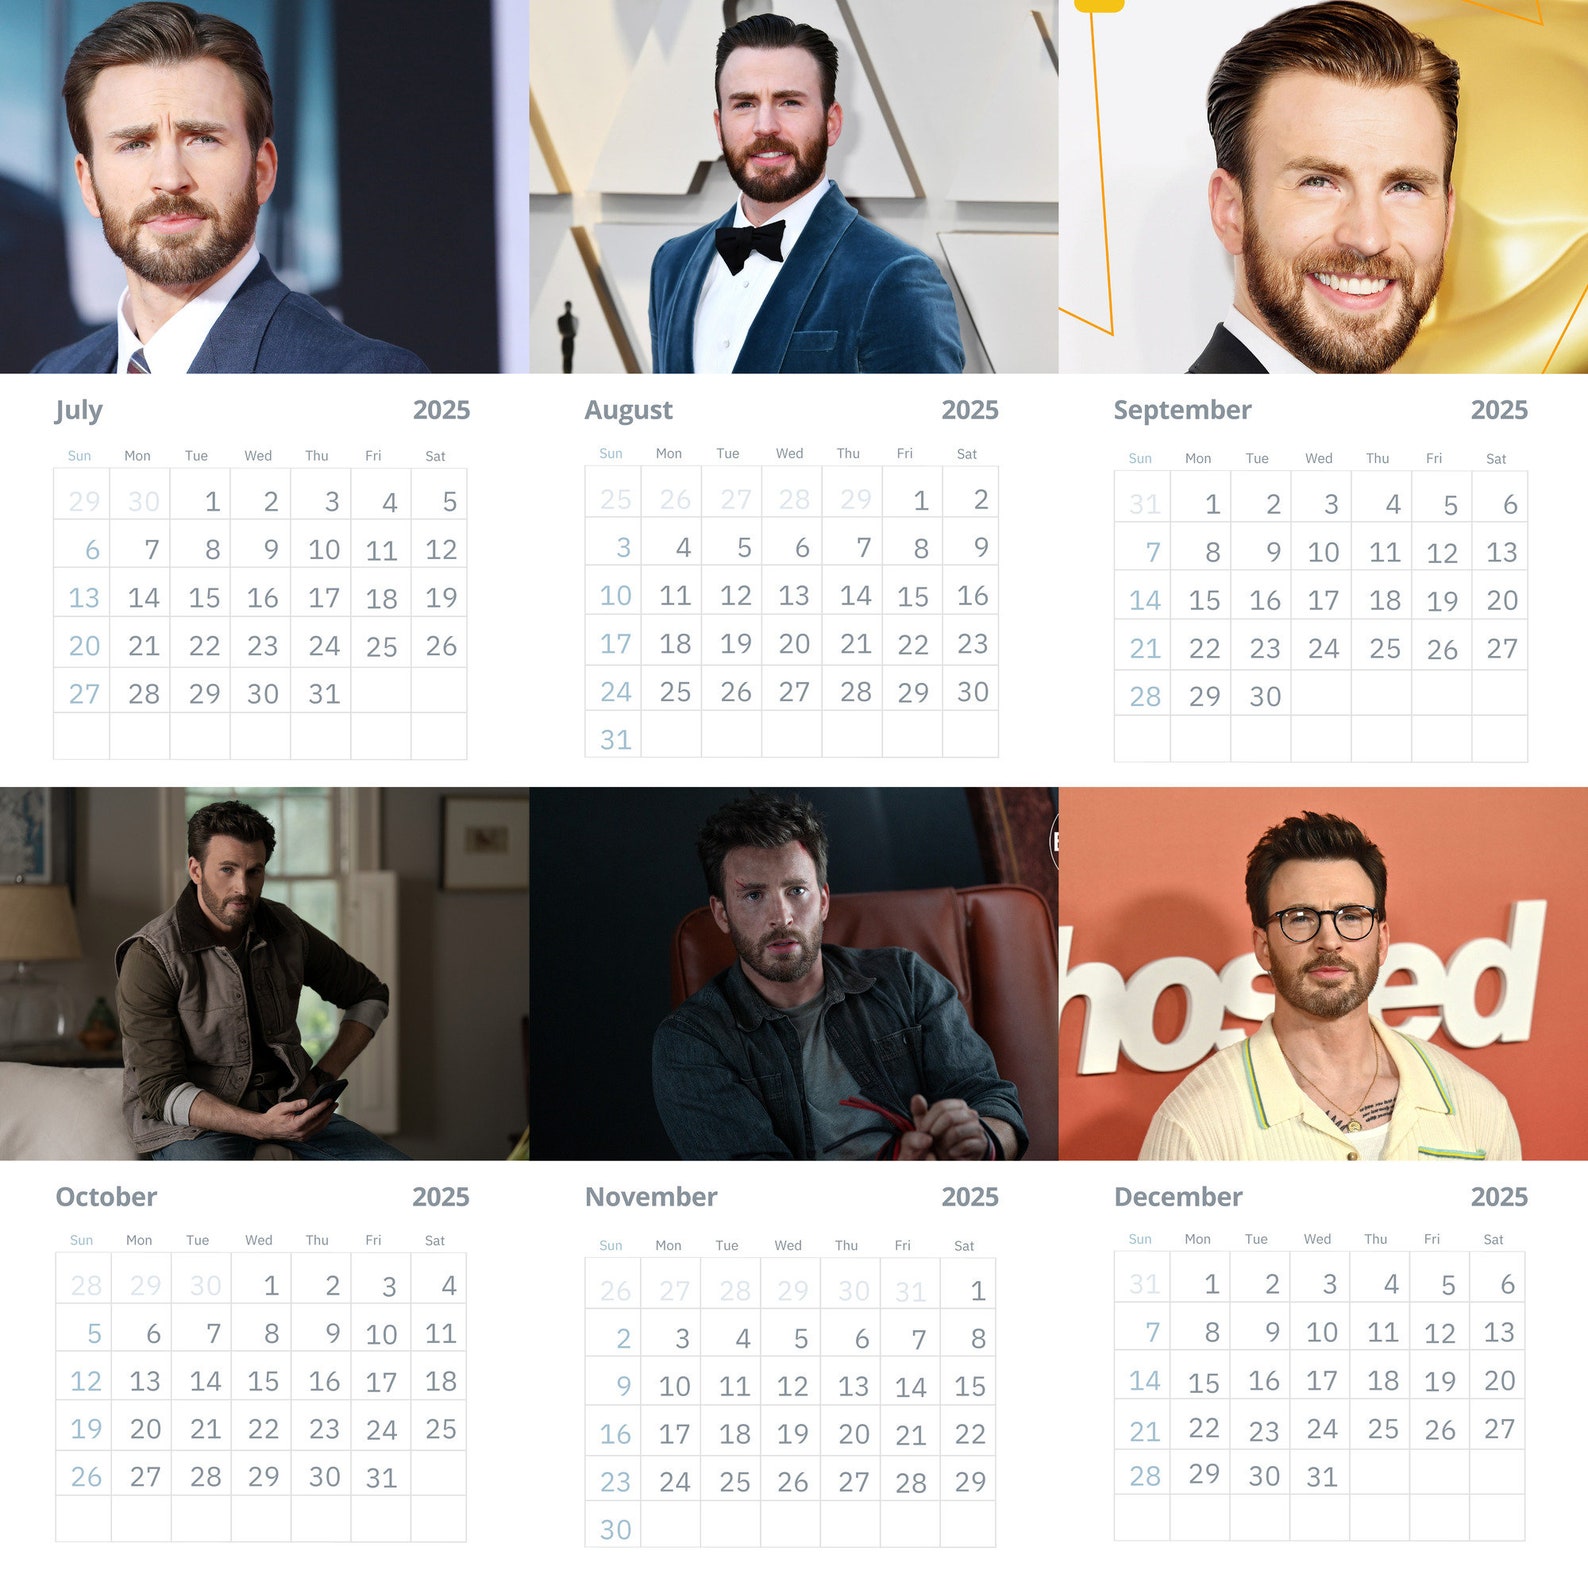 July 2025
Sun Mon Tue Wed Thu Fri Sat
29 30 1 2 3 4 5
6 7 8 9 10 11 12
13 14 15 16 17 18 19
20 21 22 23 24 25 26
27 28 29 30 31
August 2025
Sun Mon Tue Wed Thu Fri Sat
25 26 27 28 29 1 2
3 4 5 6 7 8 9
10 11 12 13 14 15 16
17 18 19 20 21 22 23
24 25 26 27 28 29 30
31
September 2025
Sun Mon Tue Wed Thu Fri Sat
31 1 2 3 4 5 6
7 8 9 10 11 12 13
14 15 16 17 18 19 20
21 22 23 24 25 26 27
28 29 30
hosted
October 2025
Sun Mon Tue Wed Thu Fri Sat
28 29 30 1 2 3 4
5 6 7 8 9 10 11
12 13 14 15 16 17 18
19 20 21 22 23 24 25
26 27 28 29 30 31
November 2025
Sun Mon Tue Wed Thu Fri Sat
26 27 28 29 30 31 1
2 3 4 5 6 7 8
9 10 11 12 13 14 15
16 17 18 19 20 21 22
23 24 25 26 27 28 29
30
December 2025
Sun Mon Tue Wed Thu Fri Sat
31 1 2 3 4 5 6
7 8 9 10 11 12 13
14 15 16 17 18 19 20
21 22 23 24 25 26 27
28 29 30 31